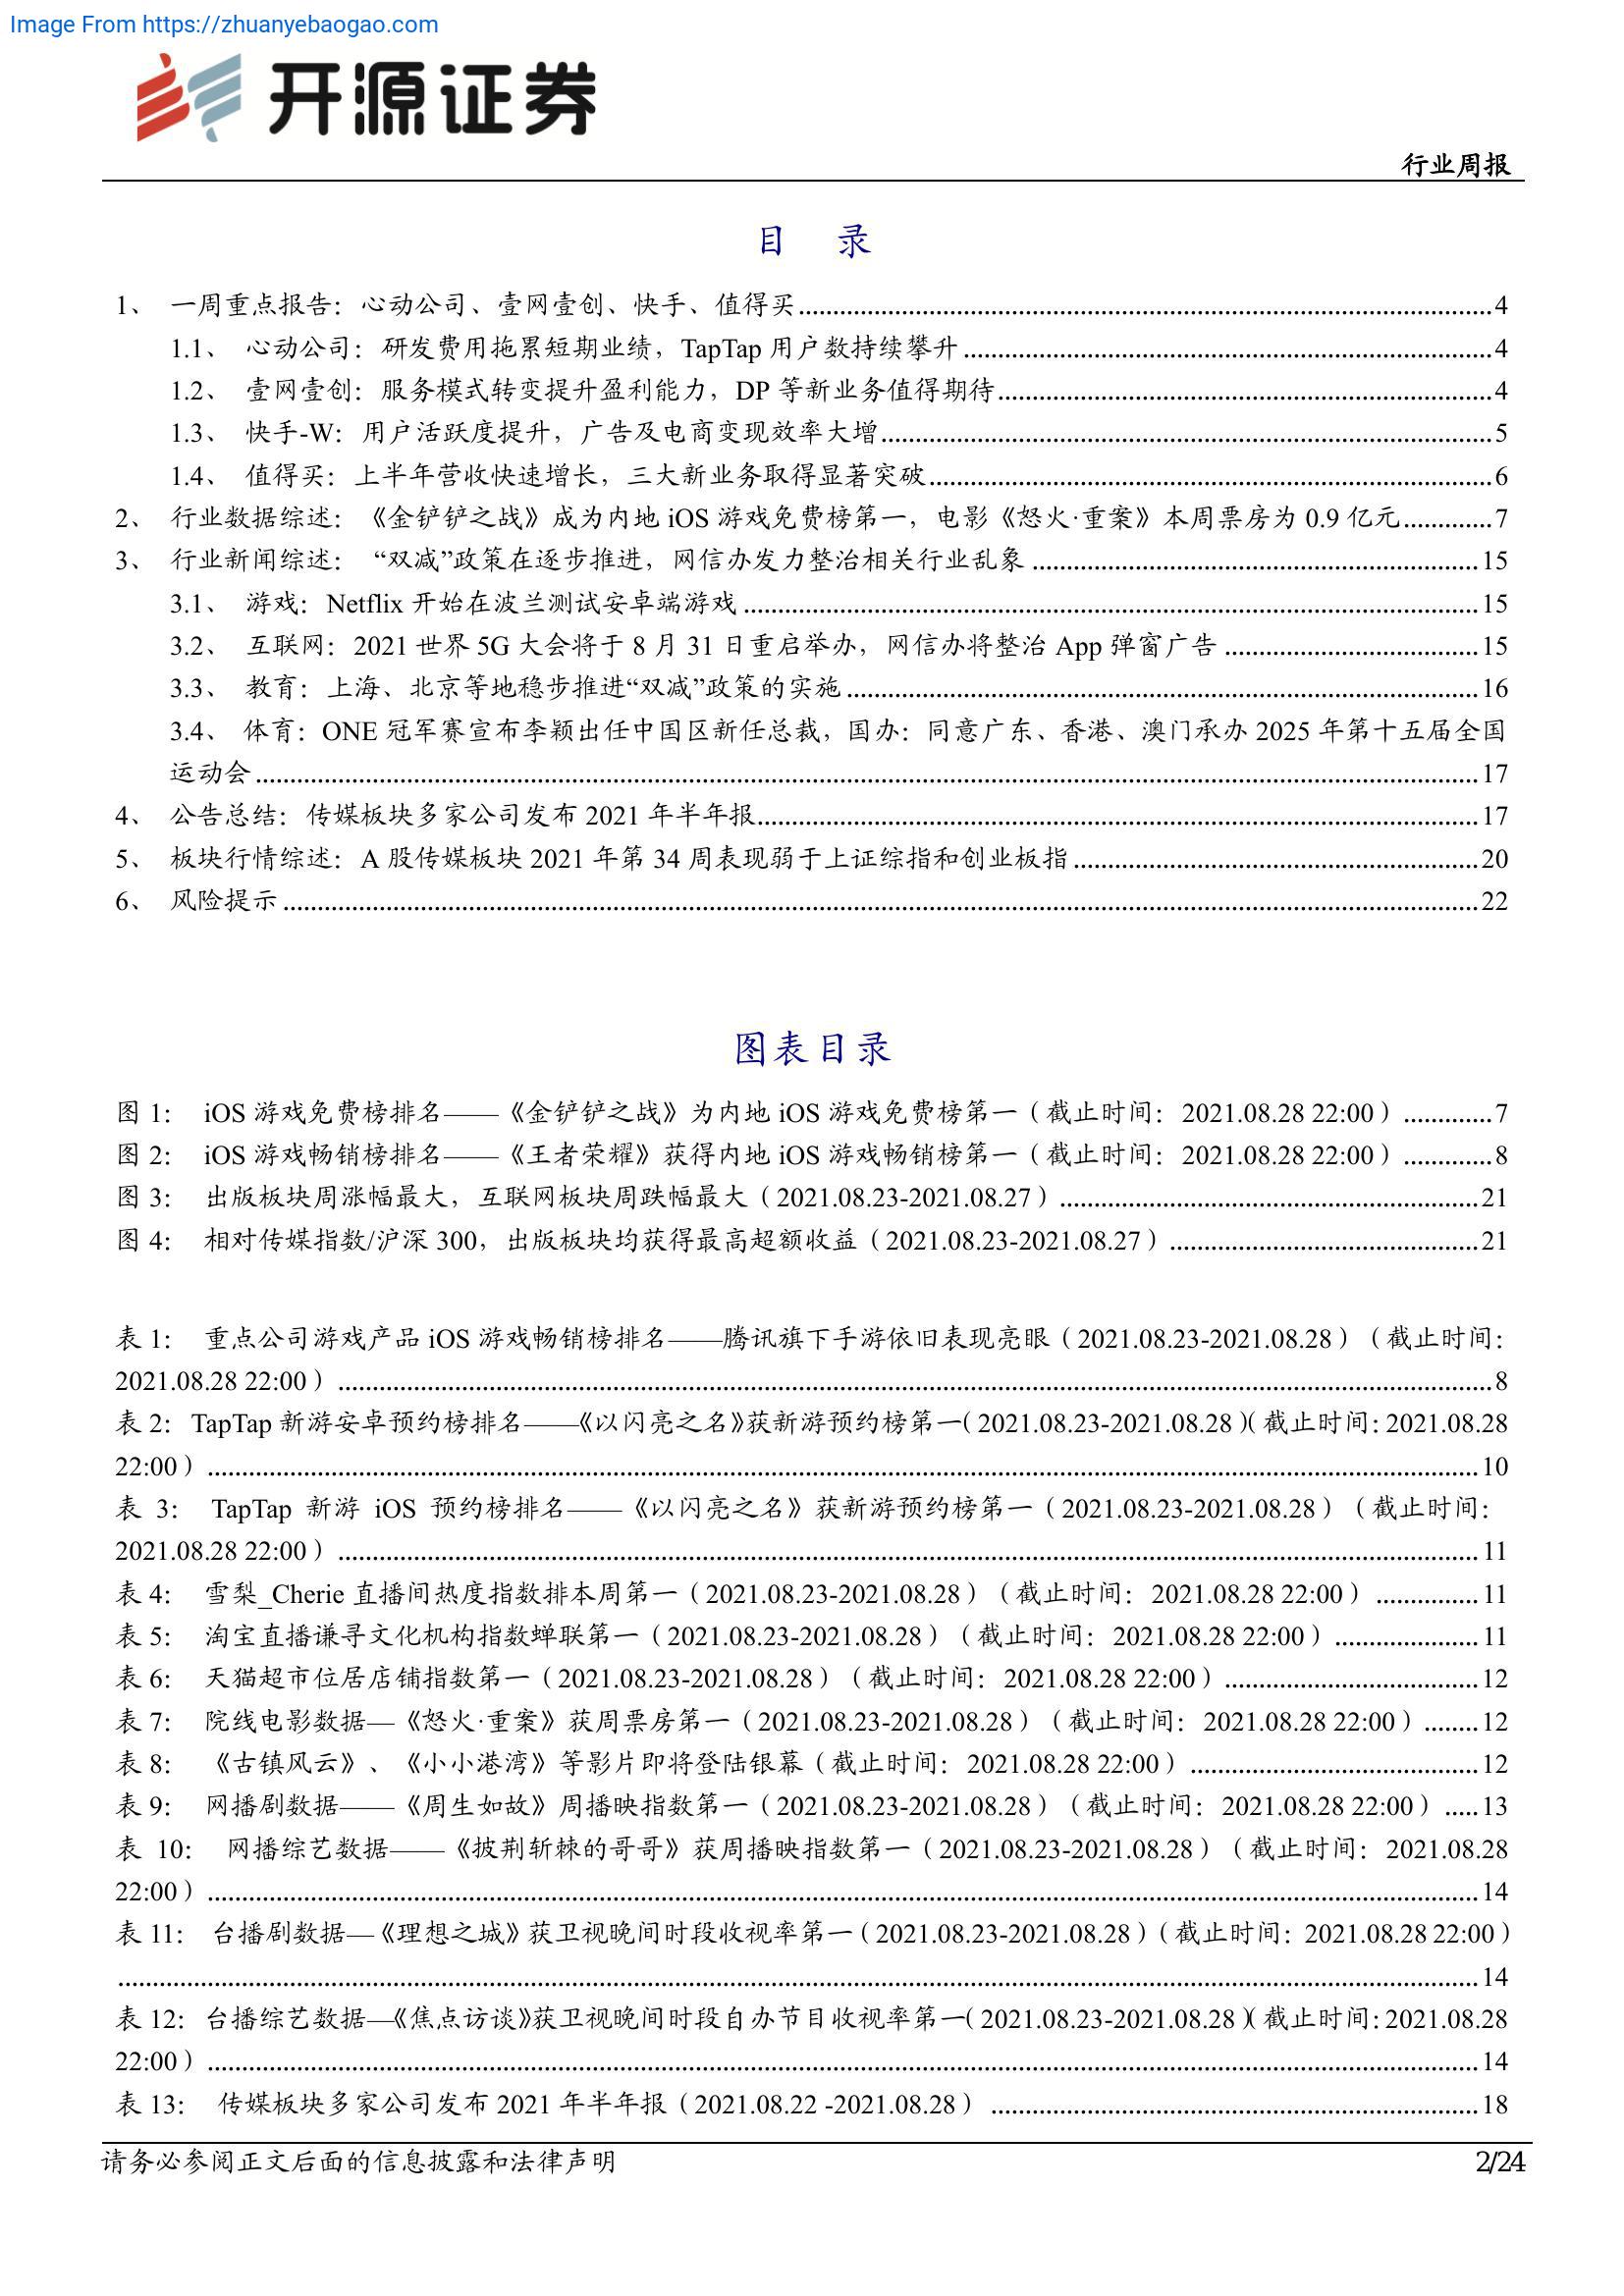 Image From https://zhuanyebaogao.com
开源证券
行业周报
目 录
1、 一周重点报告：心动公司、壹网壹创、快手、值得买 ........ 4
1.1、 心动公司：研发费用拖累短期业绩，TapTap 用户数持续攀升 ........ 4
1.2、 壹网壹创：服务模式转变提升盈利能力，DP 等新业务值得期待 ........ 4
1.3、 快手-W：用户活跃度提升，广告及电商变现效率大增 ........ 5
1.4、 值得买：上半年营收快速增长，三大新业务取得显著突破 ........ 6
2、 行业数据综述：《金铲铲之战》成为内地 iOS 游戏免费榜第一，电影《怒火·重案》本周票房为 0.9 亿元 ........ 7
3、 行业新闻综述： “双减”政策在逐步推进，网信办发力整治相关行业乱象 ........ 15
3.1、 游戏：Netflix 开始在波兰测试安卓端游戏 ........ 15
3.2、 互联网：2021 世界 5G 大会将于 8 月 31 日重启举办，网信办将整治 App 弹窗广告 ........ 15
3.3、 教育：上海、北京等地稳步推进“双减”政策的实施 ........ 16
3.4、 体育：ONE 冠军赛宣布李颖出任中国区新任总裁，国办：同意广东、香港、澳门承办 2025 年第十五届全国
运动会 ........ 17
4、 公告总结：传媒板块多家公司发布 2021 年半年报 ........ 17
5、 板块行情综述：A 股传媒板块 2021 年第 34 周表现弱于上证综指和创业板指 ........ 20
6、 风险提示 ........ 22
图表目录
图 1： iOS 游戏免费榜排名——《金铲铲之战》为内地 iOS 游戏免费榜第一（截止时间：2021.08.28 22:00） ........ 7
图 2： iOS 游戏畅销榜排名——《王者荣耀》获得内地 iOS 游戏畅销榜第一（截止时间：2021.08.28 22:00） ........ 8
图 3： 出版板块周涨幅最大，互联网板块周跌幅最大（2021.08.23-2021.08.27） ........ 21
图 4： 相对传媒指数/沪深 300，出版板块均获得最高超额收益（2021.08.23-2021.08.27） ........ 21
表 1： 重点公司游戏产品 iOS 游戏畅销榜排名——腾讯旗下手游依旧表现亮眼（2021.08.23-2021.08.28）（截止时间：
2021.08.28 22:00） ........ 8
表 2：TapTap 新游安卓预约榜排名——《以闪亮之名》获新游预约榜第一（2021.08.23-2021.08.28）（截止时间：2021.08.28
22:00） ........ 10
表 3： TapTap 新游 iOS 预约榜排名——《以闪亮之名》获新游预约榜第一（2021.08.23-2021.08.28）（截止时间：
2021.08.28 22:00） ........ 11
表 4： 雪梨_Cherie 直播间热度指数排本周第一（2021.08.23-2021.08.28）（截止时间：2021.08.28 22:00） ........ 11
表 5： 淘宝直播谦寻文化机构指数蝉联第一（2021.08.23-2021.08.28）（截止时间：2021.08.28 22:00） ........ 11
表 6： 天猫超市位居店铺指数第一（2021.08.23-2021.08.28）（截止时间：2021.08.28 22:00） ........ 12
表 7： 院线电影数据—《怒火·重案》获周票房第一（2021.08.23-2021.08.28）（截止时间：2021.08.28 22:00） ........ 12
表 8： 《古镇风云》、《小小港湾》等影片即将登陆银幕（截止时间：2021.08.28 22:00） ........ 12
表 9： 网播剧数据——《周生如故》周播映指数第一（2021.08.23-2021.08.28）（截止时间：2021.08.28 22:00） ..... 13
表 10： 网播综艺数据——《披荆斩棘的哥哥》获周播映指数第一（2021.08.23-2021.08.28）（截止时间：2021.08.28
22:00） ........ 14
表 11： 台播剧数据—《理想之城》获卫视晚间时段收视率第一（2021.08.23-2021.08.28）（截止时间：2021.08.28 22:00）
........ 14
表 12：台播综艺数据—《焦点访谈》获卫视晚间时段自办节目收视率第一（2021.08.23-2021.08.28）（截止时间：2021.08.28
22:00） ........ 14
表 13： 传媒板块多家公司发布 2021 年半年报（2021.08.22 -2021.08.28） ........ 18
请务必参阅正文后面的信息披露和法律声明
2/24